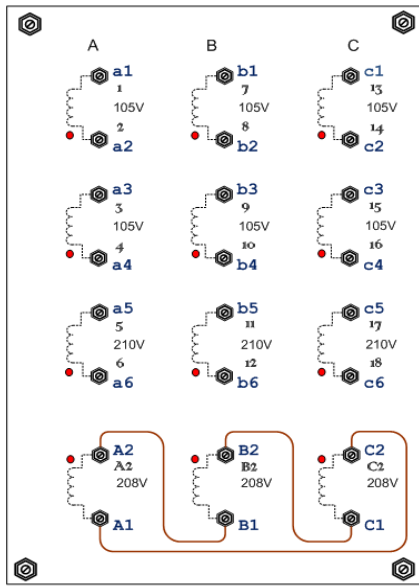 A B C
a1 b1 c1
1 7 13
105V 105V 105V
2 8 14
a2 b2 c2
a3 b3 c3
3 9 15
105V 105V 105V
4 10 16
a4 b4 c4
a5 b5 c5
5 11 17
210V 210V 210V
6 12 18
a6 b6 c6
A2 B2 C2
A2 B2 C2
208V 208V 208V
A1 B1 C1